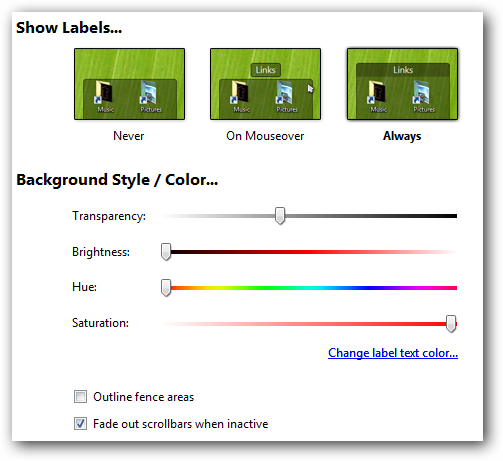 Show Labels...
Links
Links
Music Pictures
Music Pictures
Music Pictures
Never
On Mouseover
Always
Background Style / Color...
Transparency:
Brightness:
Hue:
Saturation:
Change label text color...
Outline fence areas
Fade out scrollbars when inactive